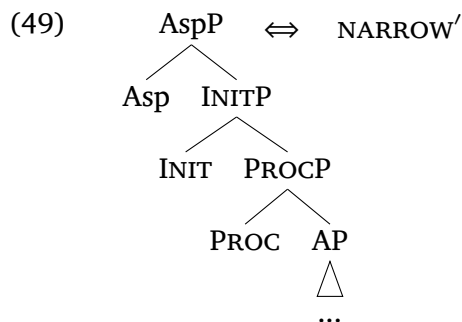 (49) AspP ⇔ NARROW′
Asp INITP
INIT PROCP
PROC AP
...